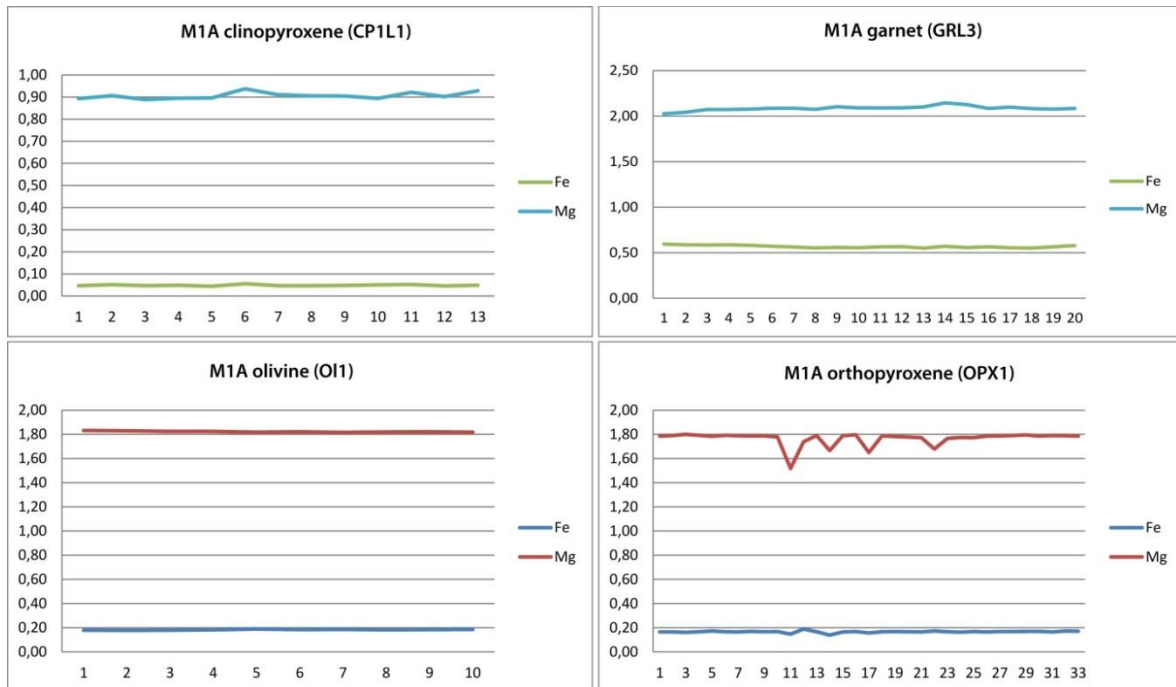 M1A clinopyroxene (CP1L1)
1,00
0,90
0,80
0,70
0,60
0,50
0,40
0,30
0,20
0,10
0,00
1 2 3 4 5 6 7 8 9 10 11 12 13
Fe
Mg
M1A garnet (GRL3)
2,50
2,00
1,50
1,00
0,50
0,00
1 2 3 4 5 6 7 8 9 10 11 12 13 14 15 16 17 18 19 20
Fe
Mg
M1A olivine (Ol1)
2,00
1,80
1,60
1,40
1,20
1,00
0,80
0,60
0,40
0,20
0,00
1 2 3 4 5 6 7 8 9 10
Fe
Mg
M1A orthopyroxene (OPX1)
2,00
1,80
1,60
1,40
1,20
1,00
0,80
0,60
0,40
0,20
0,00
1 3 5 7 9 11 13 15 17 19 21 23 25 27 29 31 33
Fe
Mg